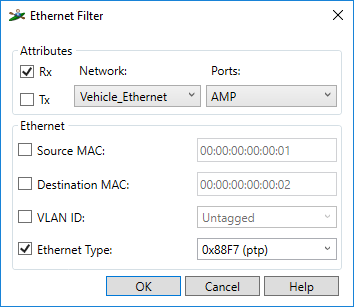 Ethernet Filter
Attributes
Rx Network: Ports:
Tx Vehicle_Ethernet AMP
Ethernet
Source MAC: 00:00:00:00:00:01
Destination MAC: 00:00:00:00:00:02
VLAN ID: Untagged
Ethernet Type: 0x88F7 (ptp)
OK Cancel Help